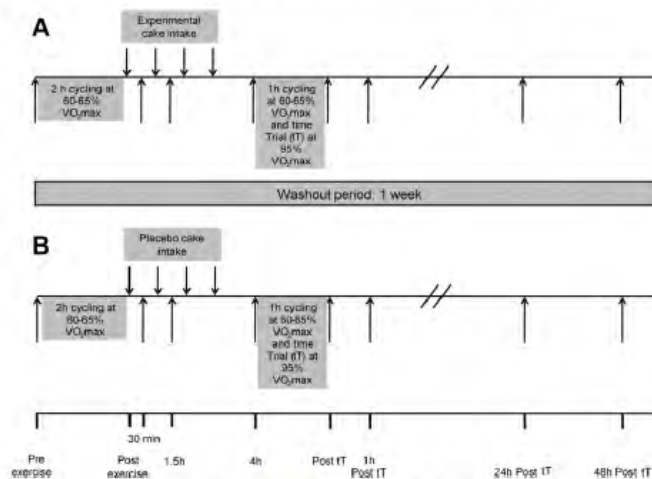 A
Experimental
cake intake
2 h cycling at
60-65%
VO2max
1h cycling
at 60-65%
VO2max
and time
Trial (tT) at
95%
VO2max
Washout period: 1 week
B
Placebo cake
intake
2h cycling at
60-65%
VO2max
1h cycling
at 60-65%
VO2max
and time
Trial (tT) at
95%
VO2max
30 min
Pre
exercise
Post
exercise
1.5h
4h
Post tT
1h
Post tT
24h Post tT
48h Post tT